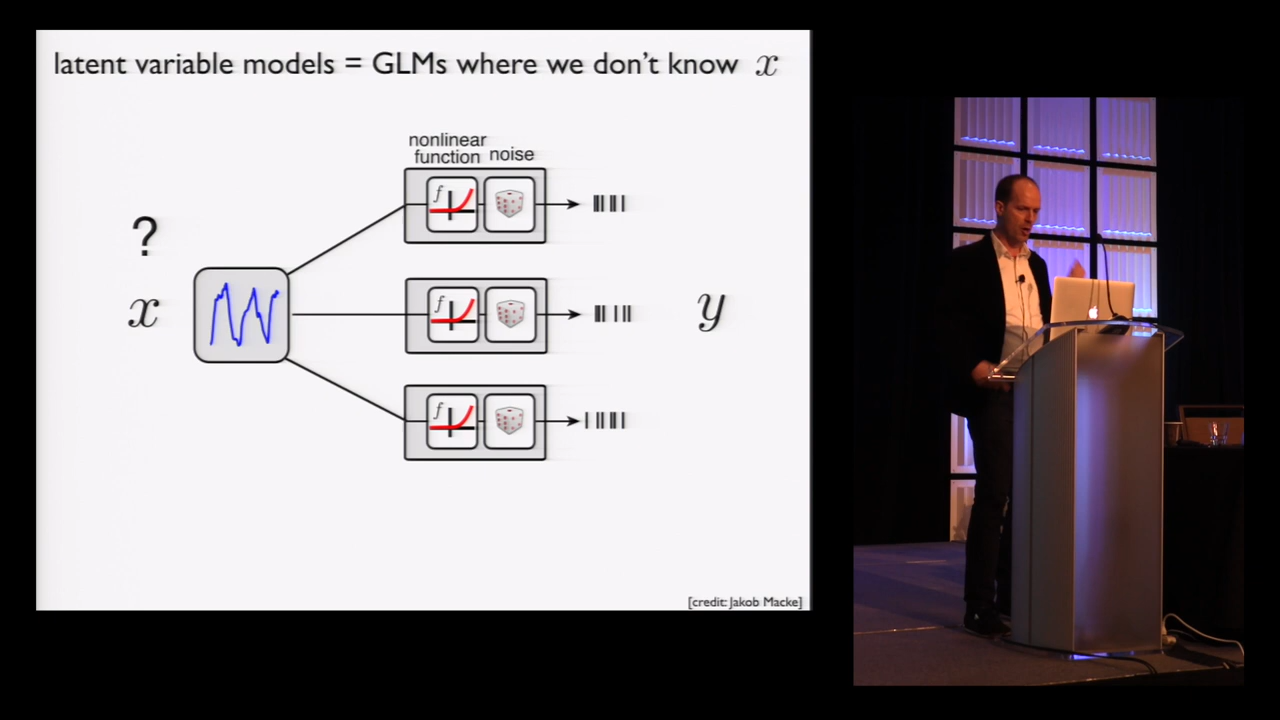 latent variable models = GLMs where we don't know x
nonlinear
function noise
f
?
x
f
y
f
[credit: Jakob Macke]